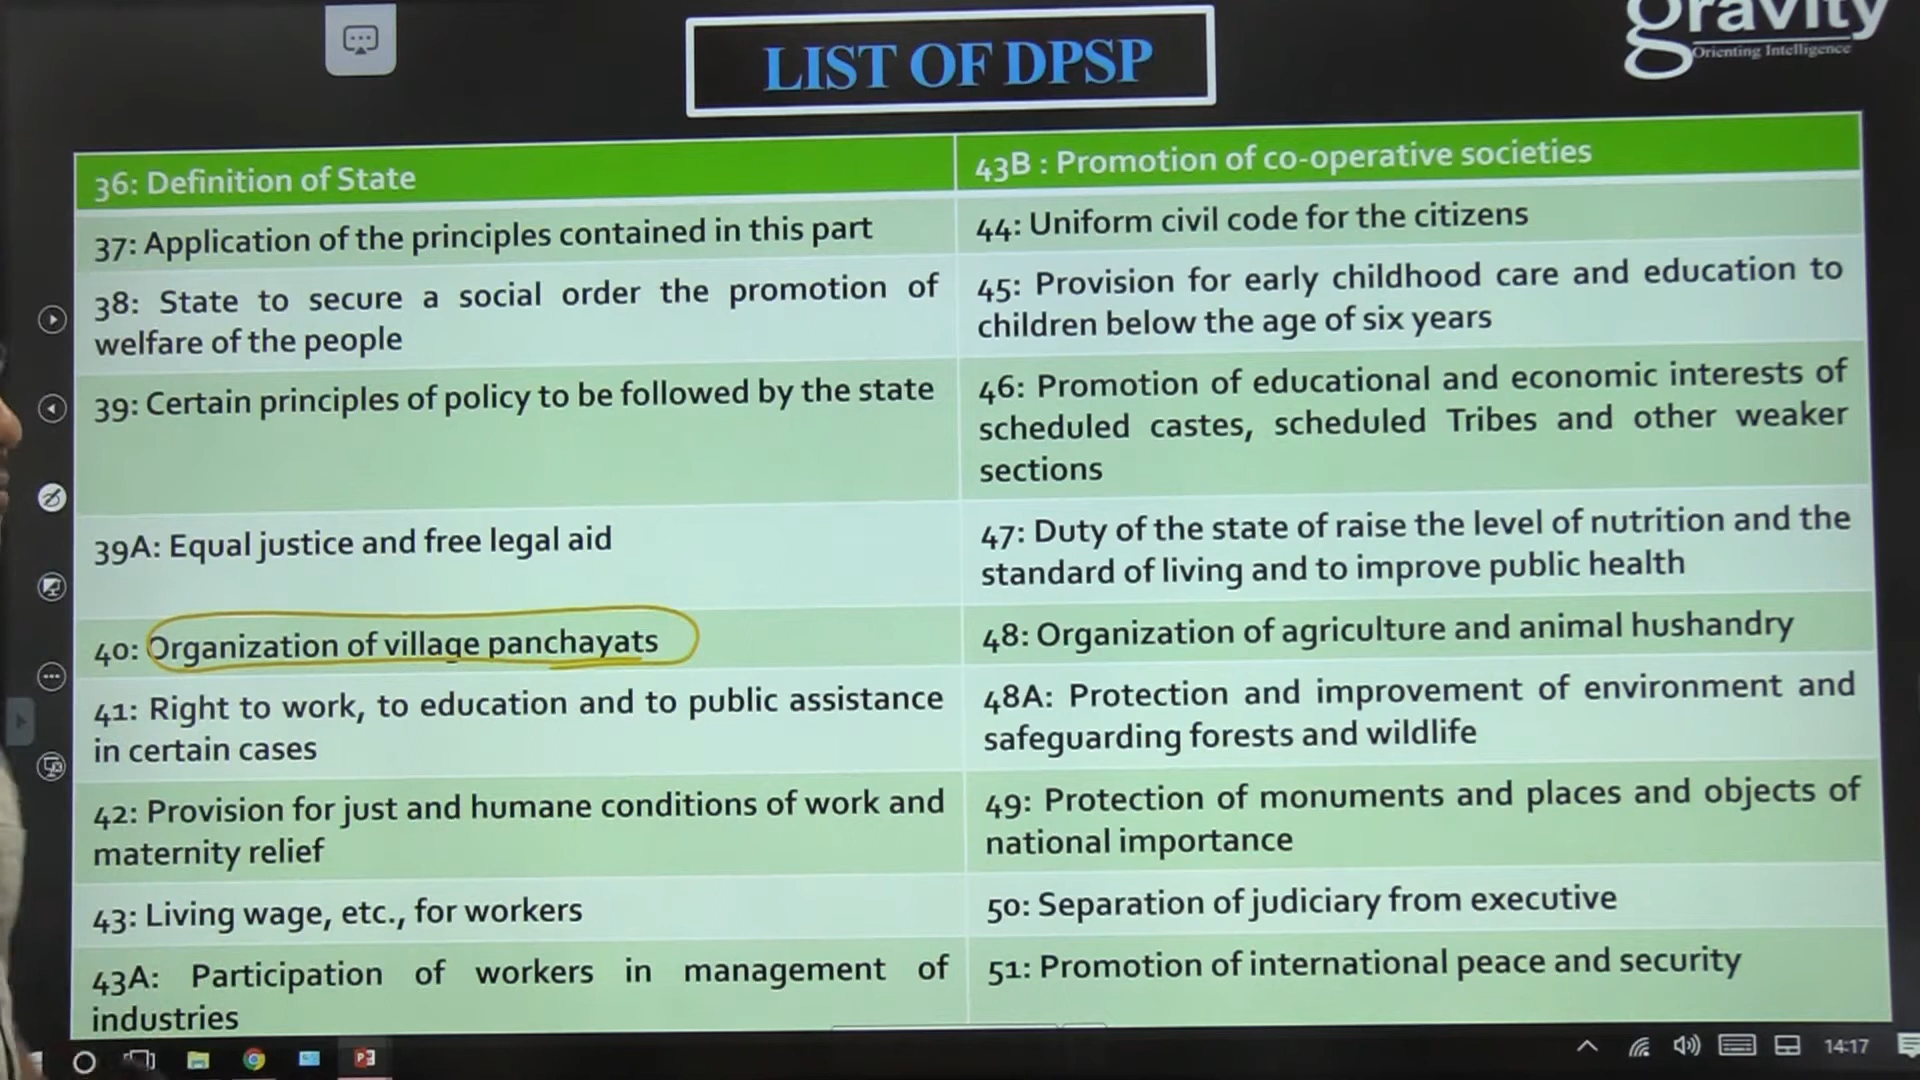 LIST OF DPSP
gravity
Orienting Intelligence
36: Definition of State
37: Application of the principles contained in this part
38: State to secure a social order the promotion of
welfare of the people
39: Certain principles of policy to be followed by the state
39A: Equal justice and free legal aid
40: Organization of village panchayats
41: Right to work, to education and to public assistance
in certain cases
42: Provision for just and humane conditions of work and
maternity relief
43: Living wage, etc., for workers
43A: Participation of workers in management of
industries
43B : Promotion of co-operative societies
44: Uniform civil code for the citizens
45: Provision for early childhood care and education to
children below the age of six years
46: Promotion of educational and economic interests of
scheduled castes, scheduled Tribes and other weaker
sections
47: Duty of the state of raise the level of nutrition and the
standard of living and to improve public health
48: Organization of agriculture and animal hushandry
48A: Protection and improvement of environment and
safeguarding forests and wildlife
49: Protection of monuments and places and objects of
national importance
50: Separation of judiciary from executive
51: Promotion of international peace and security
14:17